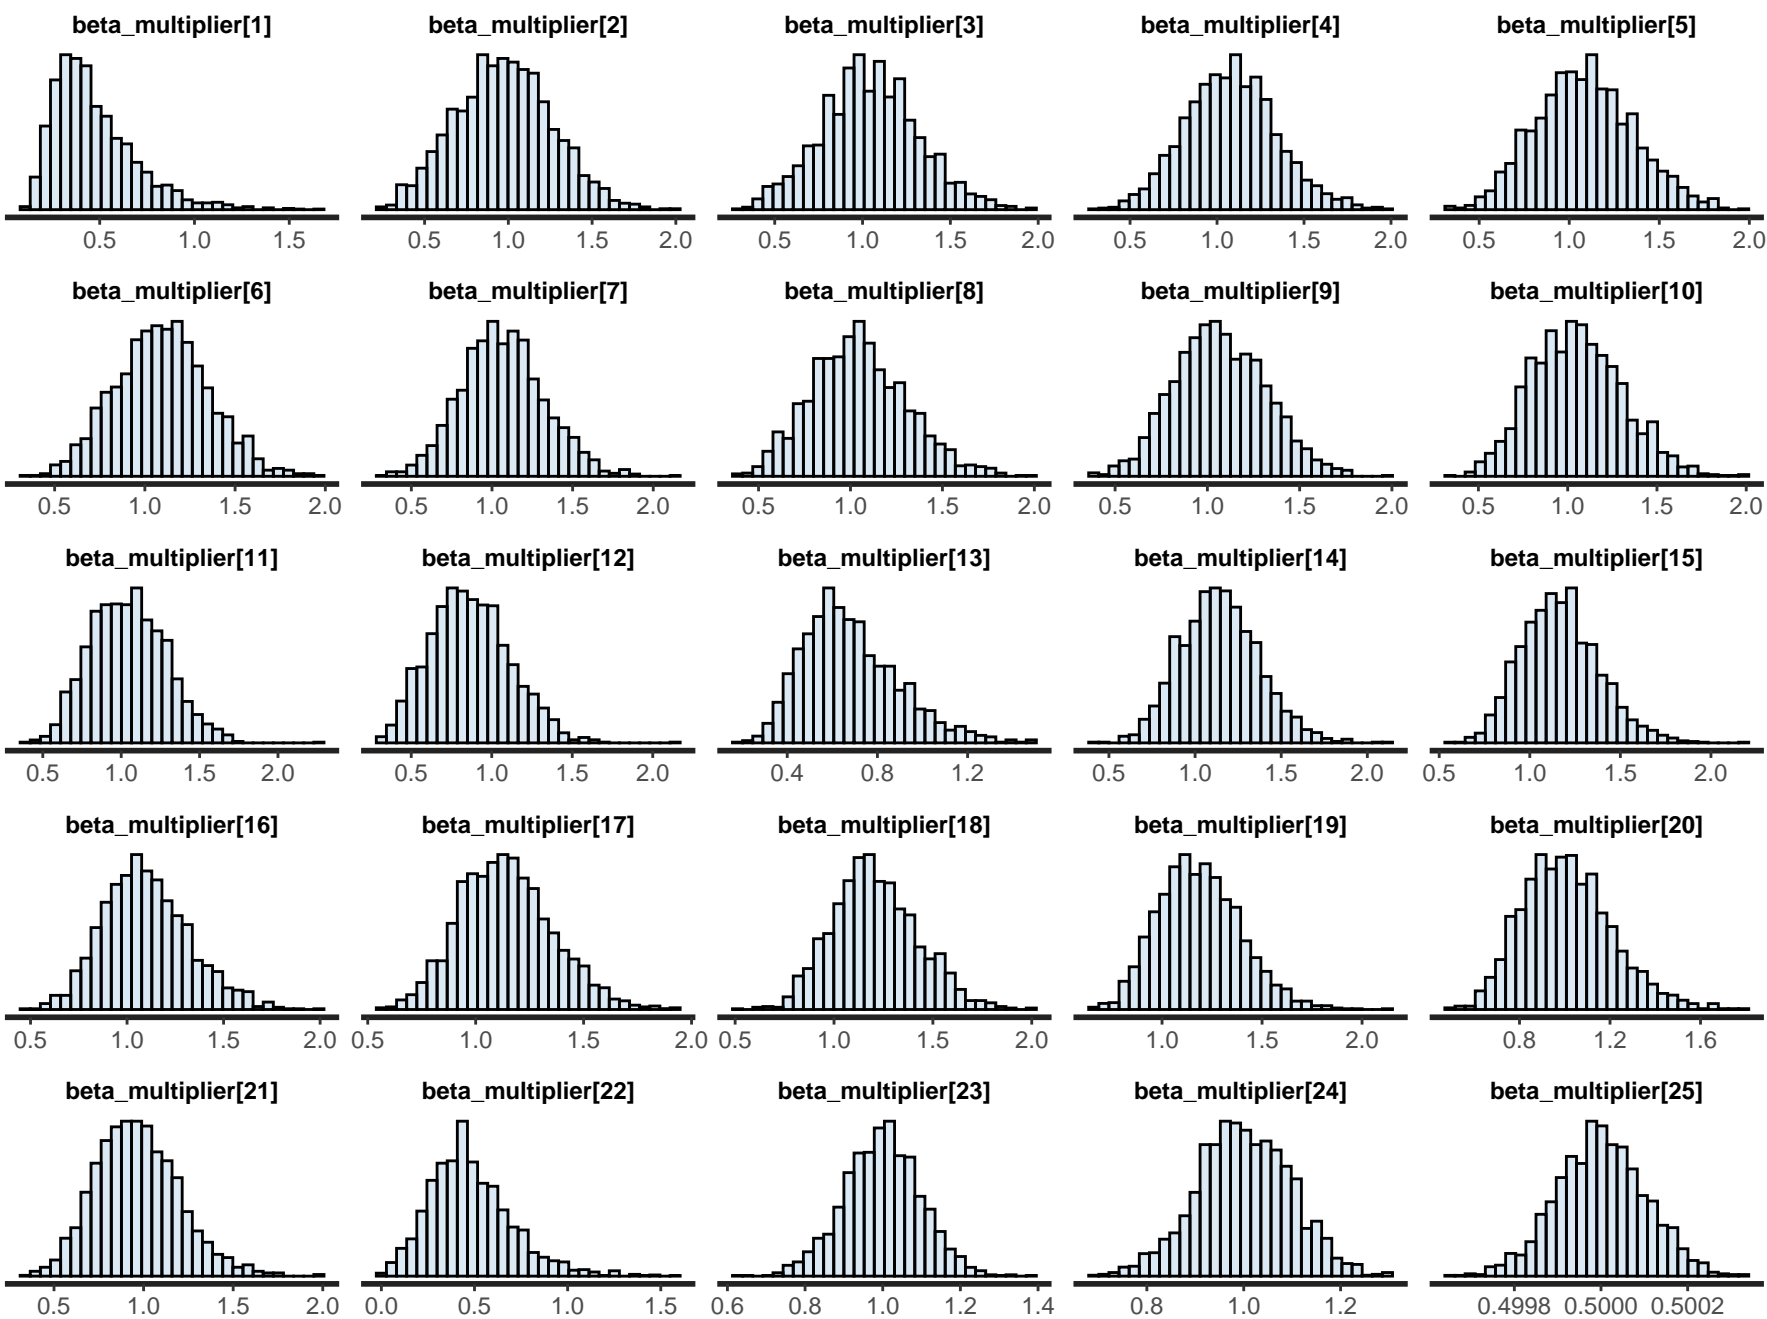 beta_multiplier[1] beta_multiplier[2] beta_multiplier[3] beta_multiplier[4] beta_multiplier[5]
0.5 1.0 1.5 0.5 1.0 1.5 2.0 0.5 1.0 1.5 2.0 0.5 1.0 1.5 2.0 0.5 1.0 1.5 2.0
beta_multiplier[6] beta_multiplier[7] beta_multiplier[8] beta_multiplier[9] beta_multiplier[10]
0.5 1.0 1.5 2.0 0.5 1.0 1.5 2.0 0.5 1.0 1.5 2.0 0.5 1.0 1.5 2.0 0.5 1.0 1.5 2.0
beta_multiplier[11] beta_multiplier[12] beta_multiplier[13] beta_multiplier[14] beta_multiplier[15]
0.5 1.0 1.5 2.0 0.5 1.0 1.5 2.0 0.4 0.8 1.2 0.5 1.0 1.5 2.0 0.5 1.0 1.5 2.0
beta_multiplier[16] beta_multiplier[17] beta_multiplier[18] beta_multiplier[19] beta_multiplier[20]
0.5 1.0 1.5 2.0 0.5 1.0 1.5 2.0 0.5 1.0 1.5 2.0 1.0 1.5 2.0 0.8 1.2 1.6
beta_multiplier[21] beta_multiplier[22] beta_multiplier[23] beta_multiplier[24] beta_multiplier[25]
0.5 1.0 1.5 2.0 0.0 0.5 1.0 1.5 0.6 0.8 1.0 1.2 1.4 0.8 1.0 1.2 0.4998 0.5000 0.5002